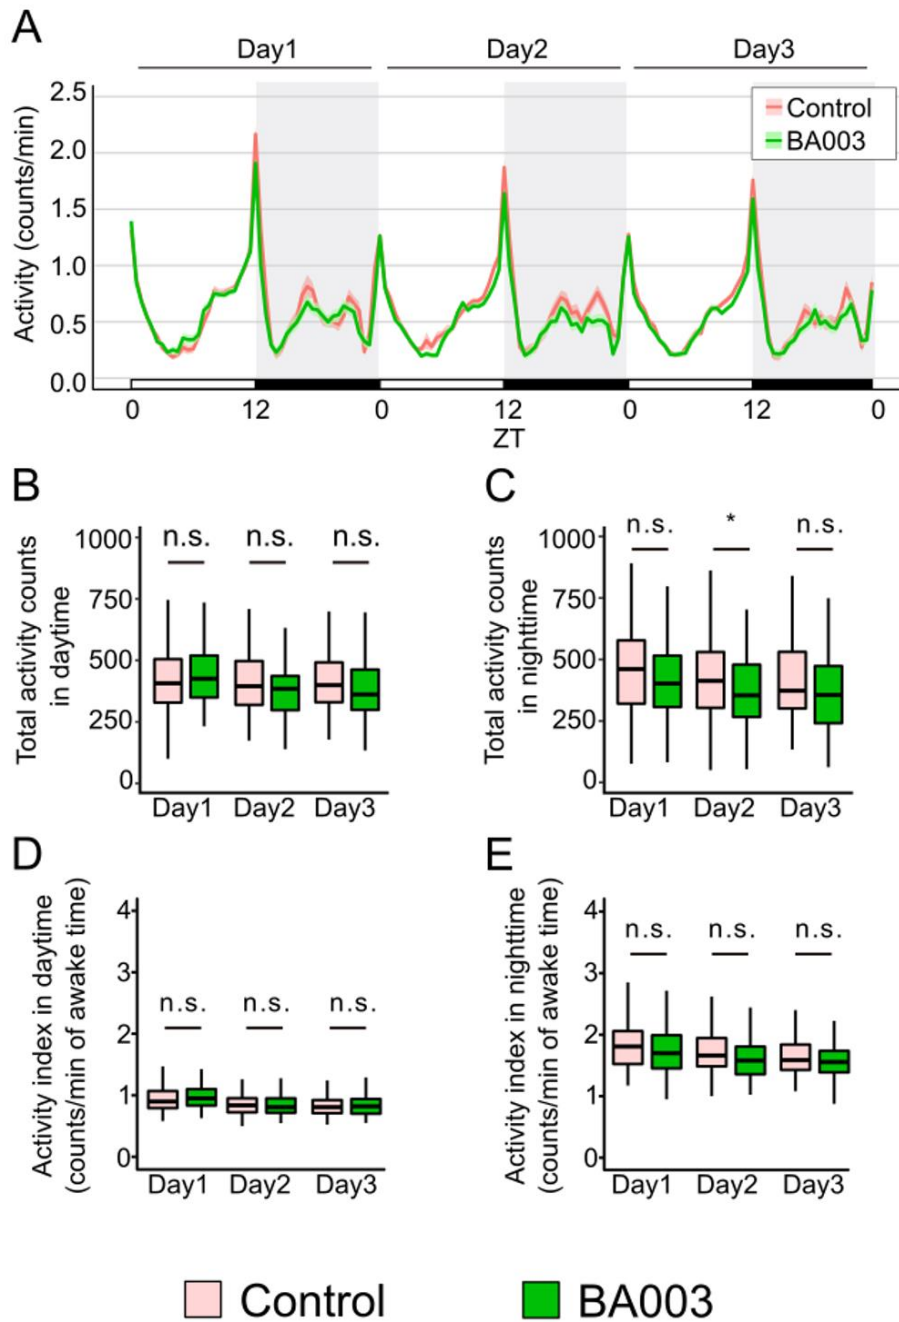 A
Day1 Day2 Day3
Activity (counts/min)
2.5
2.0
1.5
1.0
0.5
0.0
Control
BA003
0 12 0 12 0 12 0
ZT
B
Total activity counts
in daytime
1000
750
500
250
0
n.s. n.s. n.s.
Day1 Day2 Day3
C
Total activity counts
in nighttime
1000
750
500
250
0
n.s. * n.s.
Day1 Day2 Day3
D
Activity index in daytime
(counts/min of awake time)
4
3
2
1
0
n.s. n.s. n.s.
Day1 Day2 Day3
E
Activity index in nighttime
(counts/min of awake time)
4
3
2
1
0
n.s. n.s. n.s.
Day1 Day2 Day3
Control BA003